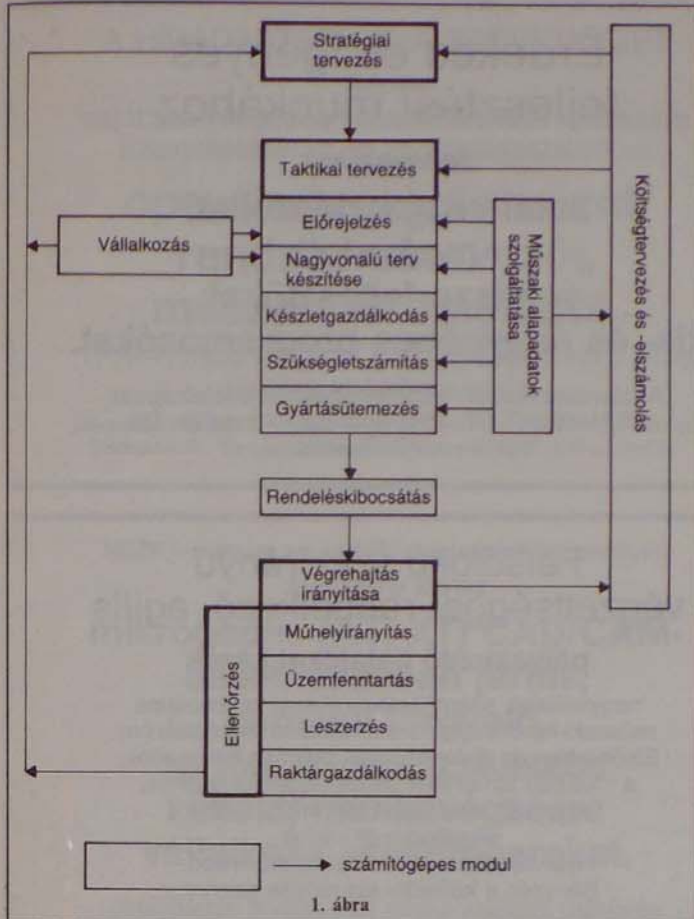 Stratégiai
tervezés
Taktikai tervezés
Előrejelzés
Nagyvonalú terv
készítése
Készletgazdálkodás
Szükségletszámítás
Gyártásütemezés
Vállalkozás
Műszaki alapadatok
szolgáltatása
Költségtervezés és -elszámolás
Rendeléskibocsátás
Végrehajtás
irányítása
Műhelyirányítás
Üzemfenntartás
Leszerzés
Raktárgazdálkodás
Ellenőrzés
számítógépes modul
1. ábra